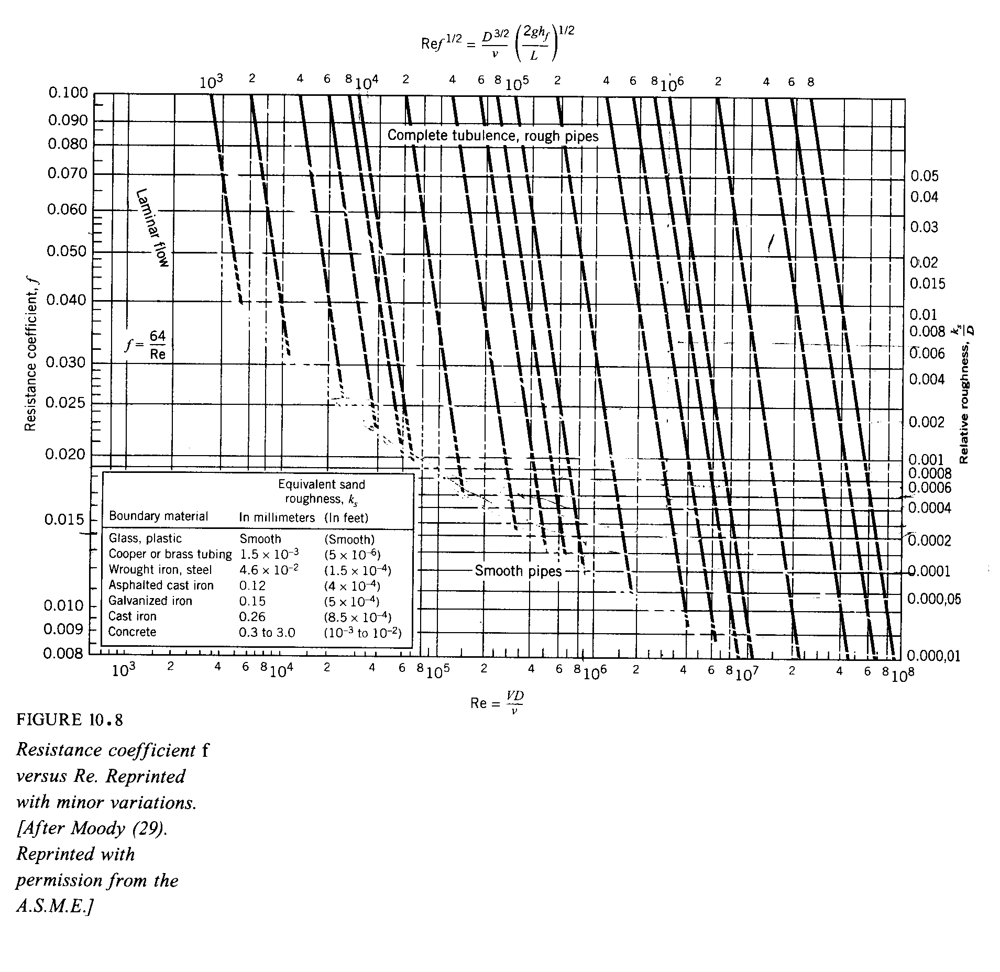 Ref^1/2 = D^3/2 / ν (2gh_f / L)^1/2
10^3 2 4 6 8 10^4 2 4 6 8 10^5 2 4 6 8 10^6 2 4 6 8
0.100
0.090
0.080
0.070
0.060
0.050
0.040
0.030
0.025
0.020
0.015
0.010
0.009
0.008
Resistance coefficient, f
Complete tubulence, rough pipes
Laminar flow
f = 64 / Re
Smooth pipes
0.05
0.04
0.03
0.02
0.015
0.01
0.008
0.006
0.004
0.002
0.001
0.0008
0.0006
0.0004
0.0002
0.0001
0.000,05
0.000,01
Relative roughness, k_s / D
Equivalent sand
roughness, k_s
Boundary material In millimeters (In feet)
Glass, plastic Smooth (Smooth)
Cooper or brass tubing 1.5 × 10^−3 (5 × 10^−6)
Wrought iron, steel 4.6 × 10^−2 (1.5 × 10^−4)
Asphalted cast iron 0.12 (4 × 10^−4)
Galvanized iron 0.15 (5 × 10^−4)
Cast iron 0.26 (8.5 × 10^−4)
Concrete 0.3 to 3.0 (10^−3 to 10^−2)
10^3 2 4 6 8 10^4 2 4 6 8 10^5 2 4 6 8 10^6 2 4 6 8 10^7 2 4 6 8 10^8
Re = VD / ν
FIGURE 10.8
Resistance coefficient f
versus Re. Reprinted
with minor variations.
[After Moody (29).
Reprinted with
permission from the
A.S.M.E.]